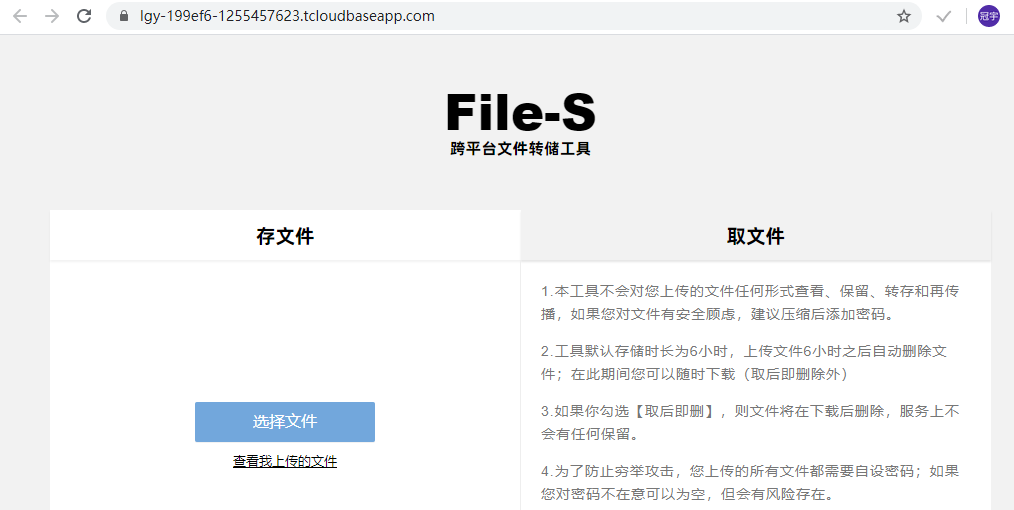 lgy-199ef6-1255457623.tcloudbaseapp.com
冠宇
File-S
跨平台文件转储工具
存文件
取文件
选择文件
查看我上传的文件
1.本工具不会对您上传的文件任何形式查看、保留、转存和再传
播，如果您对文件有安全顾虑，建议压缩后添加密码。
2.工具默认存储时长为6小时，上传文件6小时之后自动删除文
件；在此期间您可以随时下载（取后即删除外）
3.如果你勾选【取后即删】，则文件将在下载后删除，服务上不
会有任何保留。
4.为了防止穷举攻击，您上传的所有文件都需要自设密码；如果
您对密码不在意可以为空，但会有风险存在。